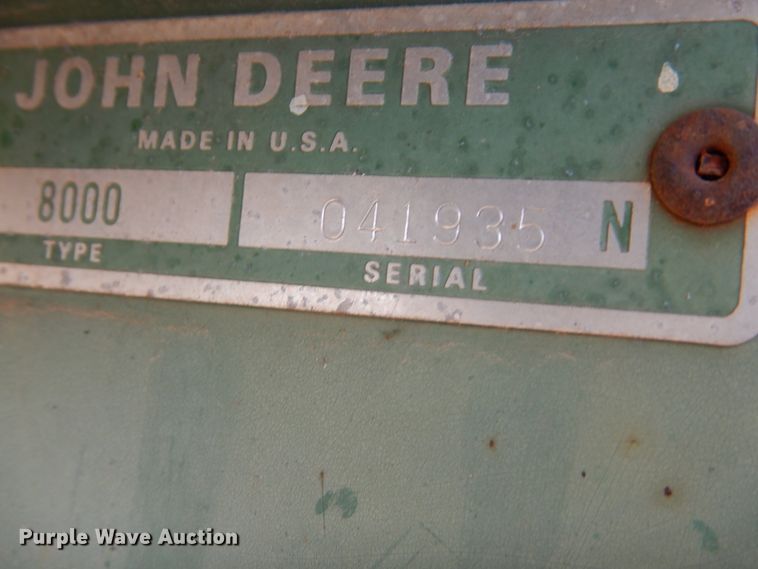 JOHN DEERE
MADE IN U.S.A.
8000 041935 N
TYPE SERIAL
Purple Wave Auction